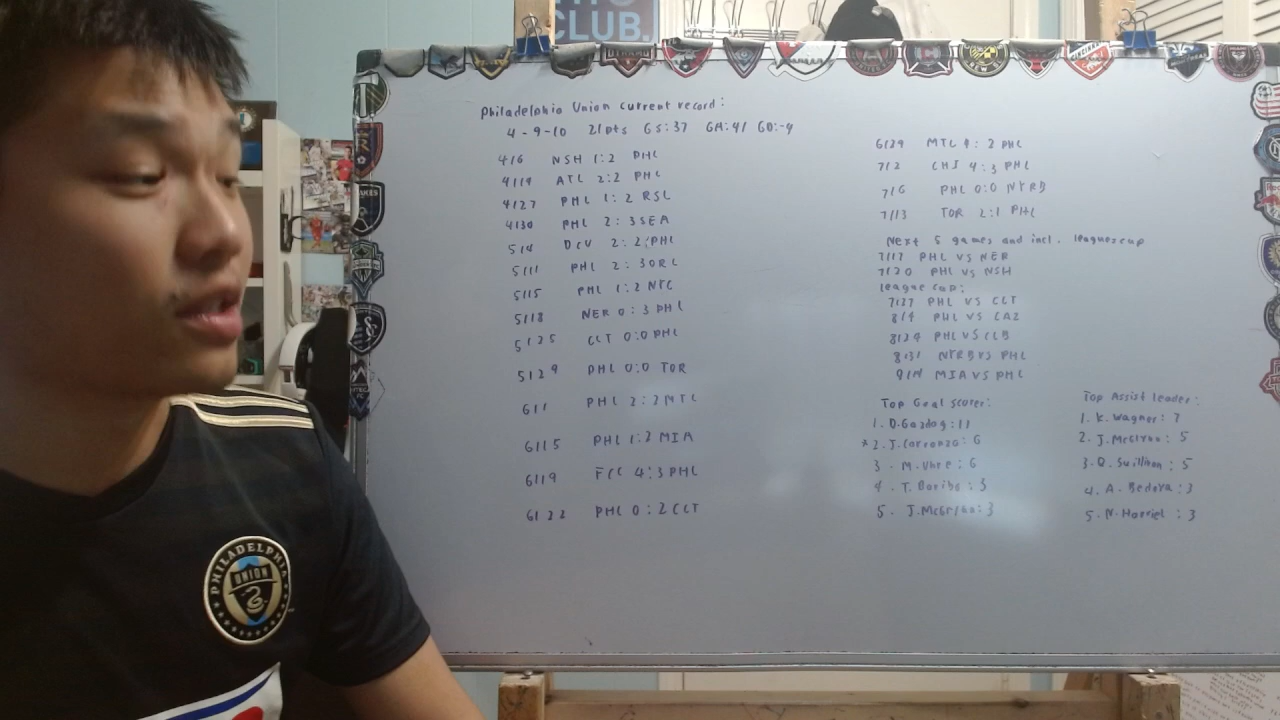 CLUB.
Philadelphia Union current record:
4-9-10 21pts GS:37 GA:41 GD:-4
4/6 NSH 1:2 PHL
4/14 ATL 2:2 PHL
4/27 PHL 1:2 RSL
4/30 PHL 2:3 SEA
5/4 DCU 2:2 PHL
5/11 PHL 2:3 ORL
5/15 PHL 1:2 NYC
5/18 NER 0:3 PHL
5/25 CLT 0:0 PHL
5/29 PHL 0:0 TOR
6/1 PHL 2:2 MTL
6/15 PHL 1:2 MIA
6/19 FCC 4:3 PHL
6/22 PHL 0:2 CLT
6/29 MTL 4:2 PHL
7/2 CHI 4:3 PHL
7/6 PHL 0:0 NYRB
7/13 TOR 2:1 PHL
Next 5 games and incl. leagues cup
7/17 PHL VS NER
7/20 PHL VS NSH
league cup:
7/27 PHL VS CLT
8/4 PHL VS CAZ
8/24 PHL VS CLB
8/31 NYRB VS PHL
9/14 MIA VS PHL
Top Goal scorer:
1. D. Gazdag: 11
*2. J. Carranza: 6
3. M. Uhre: 6
4. T. Baribo: 3
5. J. McGlynn: 3
Top Assist leader:
1. K. Wagner: 7
2. J. McGlynn: 5
3. Q. Sullivan: 5
4. A. Bedoya: 3
5. N. Harriel: 3
PHILADELPHIA
UNION